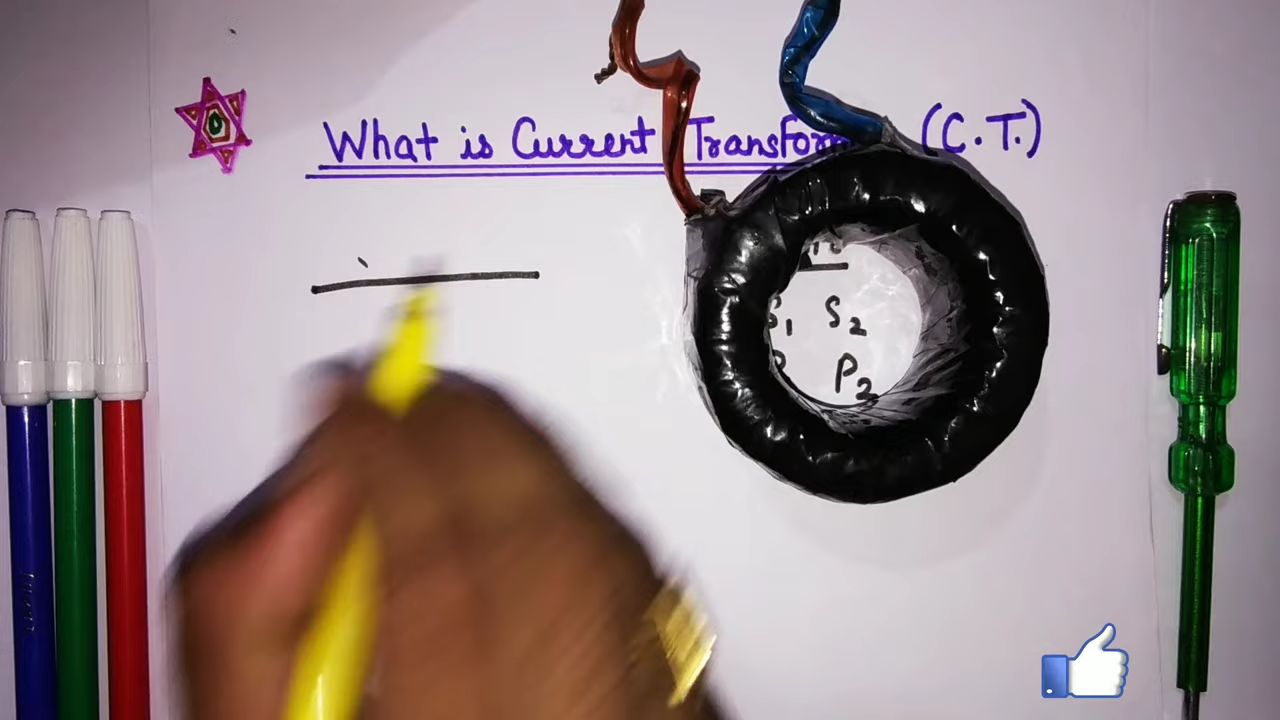 What is Current Transfor (C.T.)
S1 S2
P2